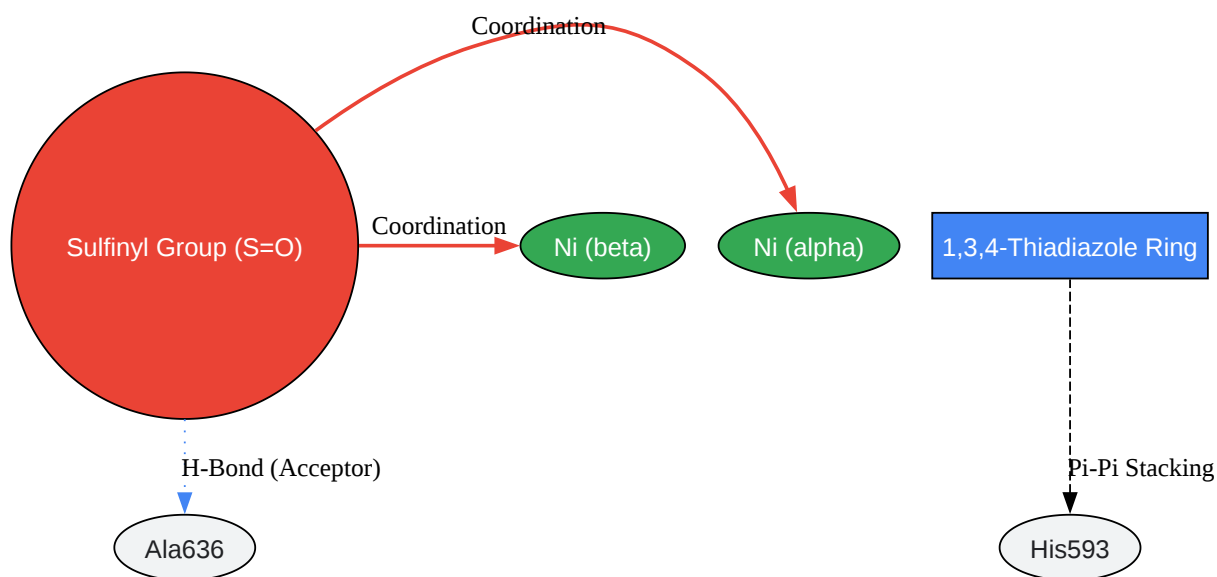 Coordination
Sulfinyl Group (S=O)
Coordination
Ni (beta)
Ni (alpha)
1,3,4-Thiadiazole Ring
H-Bond (Acceptor)
Pi-Pi Stacking
Ala636
His593